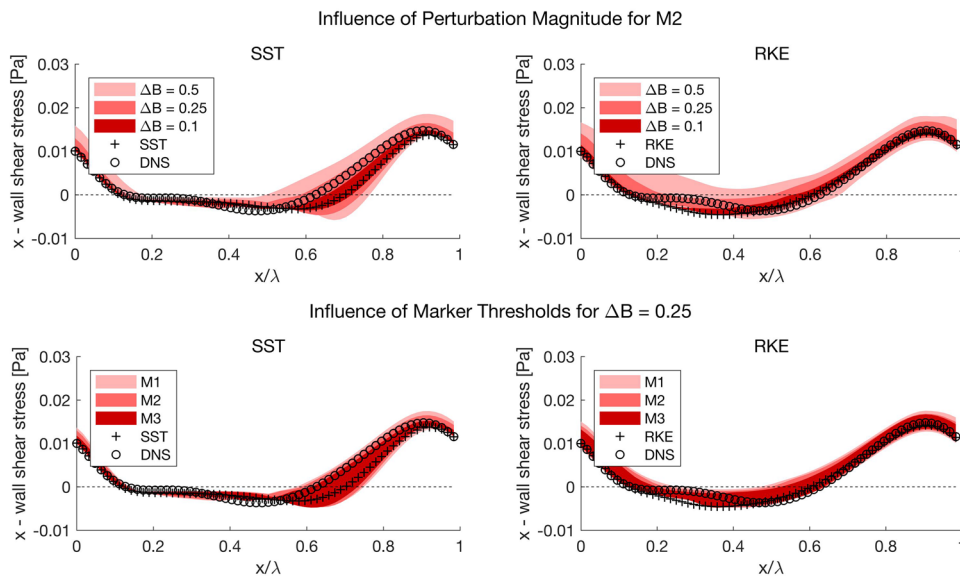 Influence of Perturbation Magnitude for M2
SST
RKE
x - wall shear stress [Pa]
0.03
0.02
0.01
0
-0.01
ΔB = 0.5
ΔB = 0.25
ΔB = 0.1
SST
DNS
0 0.2 0.4 0.6 0.8 1
x/λ
x - wall shear stress [Pa]
0.03
0.02
0.01
0
-0.01
ΔB = 0.5
ΔB = 0.25
ΔB = 0.1
RKE
DNS
0 0.2 0.4 0.6 0.8 1
x/λ
Influence of Marker Thresholds for ΔB = 0.25
SST
RKE
x - wall shear stress [Pa]
0.03
0.02
0.01
0
-0.01
M1
M2
M3
SST
DNS
0 0.2 0.4 0.6 0.8 1
x/λ
x - wall shear stress [Pa]
0.03
0.02
0.01
0
-0.01
M1
M2
M3
RKE
DNS
0 0.2 0.4 0.6 0.8 1
x/λ